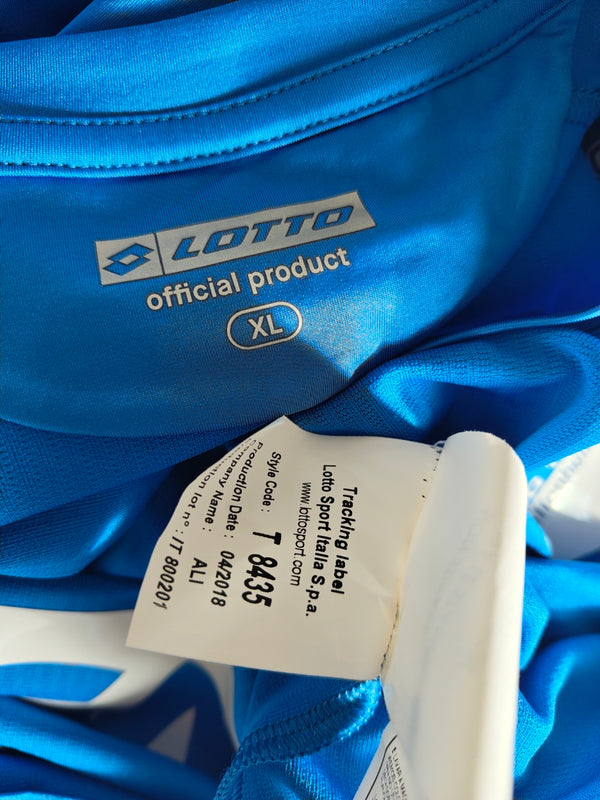 LOTTO
official product
XL
Tracking label
Lotto Sport Italia S.p.a.
www.lottosport.com
Style Code: T 8435
Production Date: 04/2018
Company Name: ALI
lot n°: IT 800201